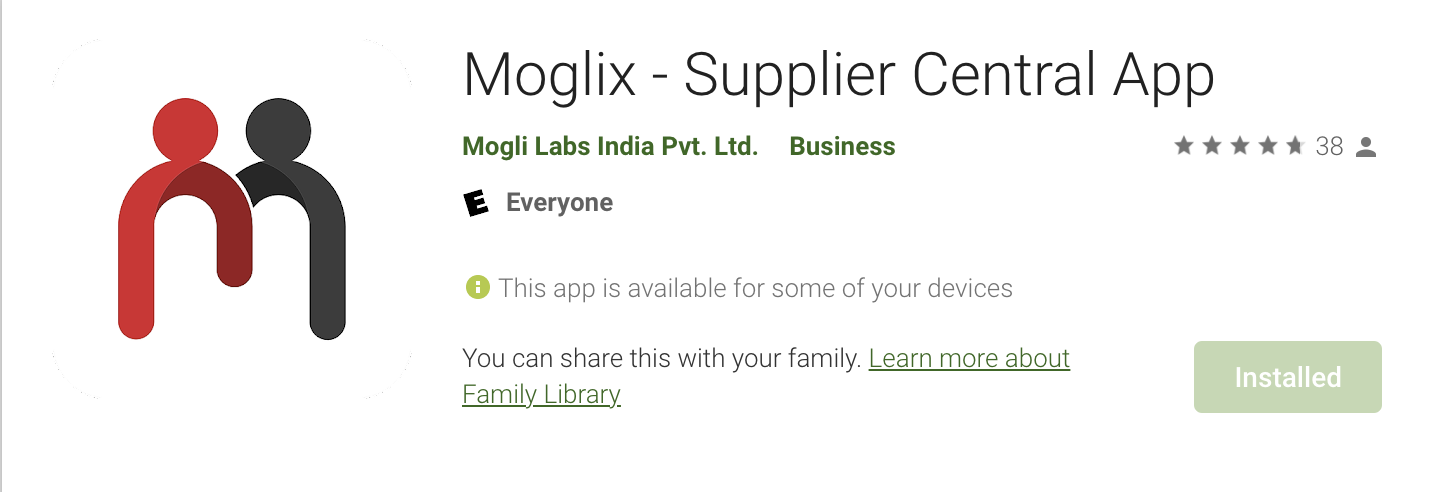 Moglix - Supplier Central App
Mogli Labs India Pvt. Ltd. Business 38
E Everyone
This app is available for some of your devices
You can share this with your family. Learn more about
Family Library
Installed